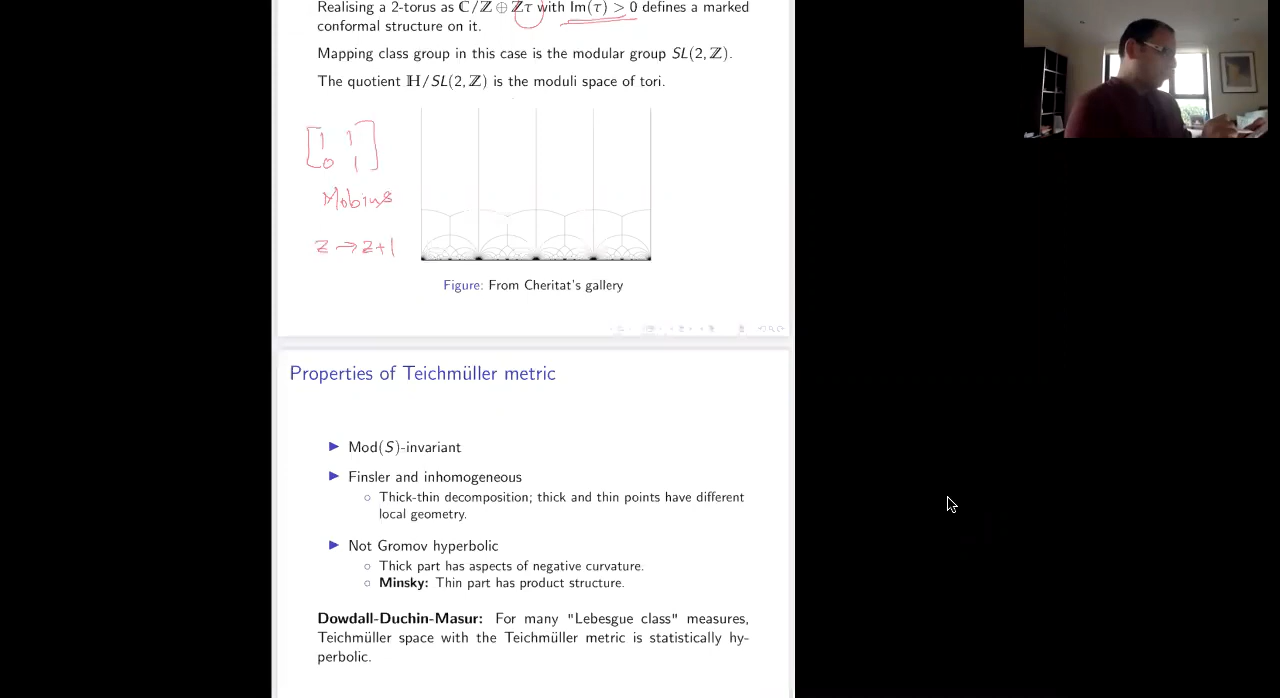 Realising a 2-torus as ℂ/ℤ ⊕ ℤτ with Im(τ) > 0 defines a marked
conformal structure on it.
Mapping class group in this case is the modular group SL(2, ℤ).
The quotient ℍ/SL(2, ℤ) is the moduli space of tori.
[1 1
0 1]
Mobius
z → z+1
Figure: From Cheritat's gallery
Properties of Teichmüller metric
▶ Mod(S)-invariant
▶ Finsler and inhomogeneous
○ Thick-thin decomposition; thick and thin points have different
local geometry.
▶ Not Gromov hyperbolic
○ Thick part has aspects of negative curvature.
○ Minsky: Thin part has product structure.
Dowdall-Duchin-Masur: For many "Lebesgue class" measures,
Teichmüller space with the Teichmüller metric is statistically hy-
perbolic.